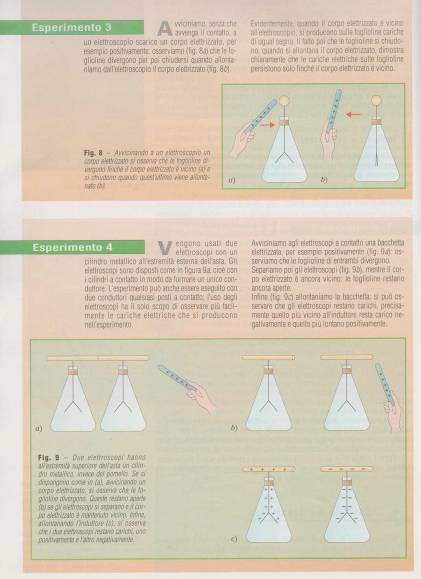 Esperimento 3
Avviciniamo, senza che
avvenga il contatto, a
un elettroscopio scarico un corpo elettrizzato, per
esempio positivamente: osserviamo (fig. 8a) che le fo-
glioline divergono per poi chiudersi quando allonta-
niamo dall'elettroscopio il corpo elettrizzato (fig. 8b).
Evidentemente, quando il corpo elettrizzato è vicino
all'elettroscopio, si producono sulle foglioline cariche
di ugual segno. Il fatto poi che le foglioline si chiudo-
no, quando si allontana il corpo elettrizzato, dimostra
chiaramente che le cariche elettriche sulle foglioline
persistono solo finché il corpo elettrizzato è vicino.
Fig. 8 – Avvicinando a un elettroscopio un
corpo elettrizzato si osserva che le foglioline di-
vergono finché il corpo elettrizzato è vicino (a) e
si chiudono quando quest'ultimo viene allonta-
nato (b).
a)
b)
Esperimento 4
Vengono usati due
elettroscopi con un
cilindro metallico all'estremità esterna dell'asta. Gli
elettroscopi sono disposti come in figura 9a, cioè con
i cilindri a contatto in modo da formare un unico con-
duttore. L'esperimento può anche essere eseguito con
due conduttori qualsiasi posti a contatto; l'uso degli
elettroscopi ha il solo scopo di osservare più facil-
mente le cariche elettriche che si producono
nell'esperimento.
Avviciniamo agli elettroscopi a contatto una bacchetta
elettrizzata, per esempio positivamente (fig. 9a): os-
serviamo che le foglioline di entrambi divergono.
Separiamo poi gli elettroscopi (fig. 9b), mentre il cor-
po elettrizzato è ancora vicino: le foglioline restano
ancora aperte.
Infine (fig. 9c) allontaniamo la bacchetta: si può os-
servare che gli elettroscopi restano carichi, precisa-
mente quello più vicino all'induttore resta carico ne-
gativamente e quello più lontano positivamente.
a)
b)
Fig. 9 – Due elettroscopi hanno
all'estremità superiore dell'asta un cilin-
dro metallico, invece del pomello. Se si
dispongono come in (a), avvicinando un
corpo elettrizzato, si osserva che le fo-
glioline divergono. Queste restano aperte
(b) se gli elettroscopi si separano e il cor-
po elettrizzato è mantenuto vicino. Infine,
allontanando l'induttore (c), si osserva
che i due elettroscopi restano carichi, uno
positivamente e l'altro negativamente.
c)